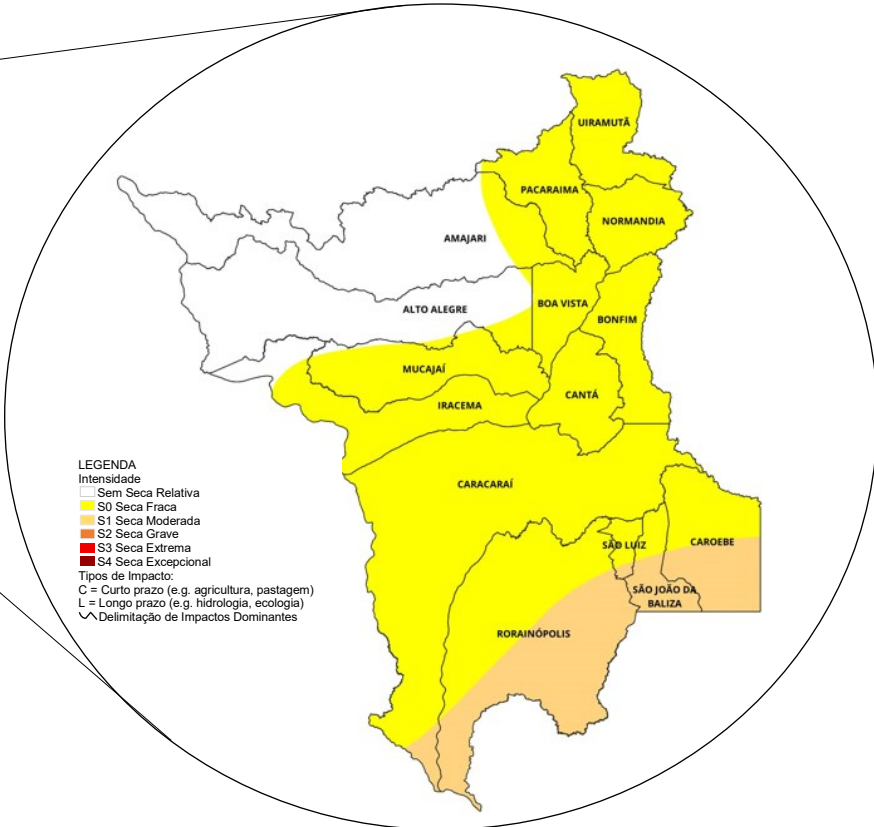 UIRAMUTÃ
PACARAIMA
NORMANDIA
AMAJARI
ALTO ALEGRE
BOA VISTA
BONFIM
MUCAJAÍ
CANTÁ
IRACEMA
CARACARAÍ
SÃO LUIZ
CAROEBE
SÃO JOÃO DA
BALIZA
RORAINÓPOLIS
LEGENDA
Intensidade
Sem Seca Relativa
S0 Seca Fraca
S1 Seca Moderada
S2 Seca Grave
S3 Seca Extrema
S4 Seca Excepcional
Tipos de Impacto:
C = Curto prazo (e.g. agricultura, pastagem)
L = Longo prazo (e.g. hidrologia, ecologia)
Delimitação de Impactos Dominantes